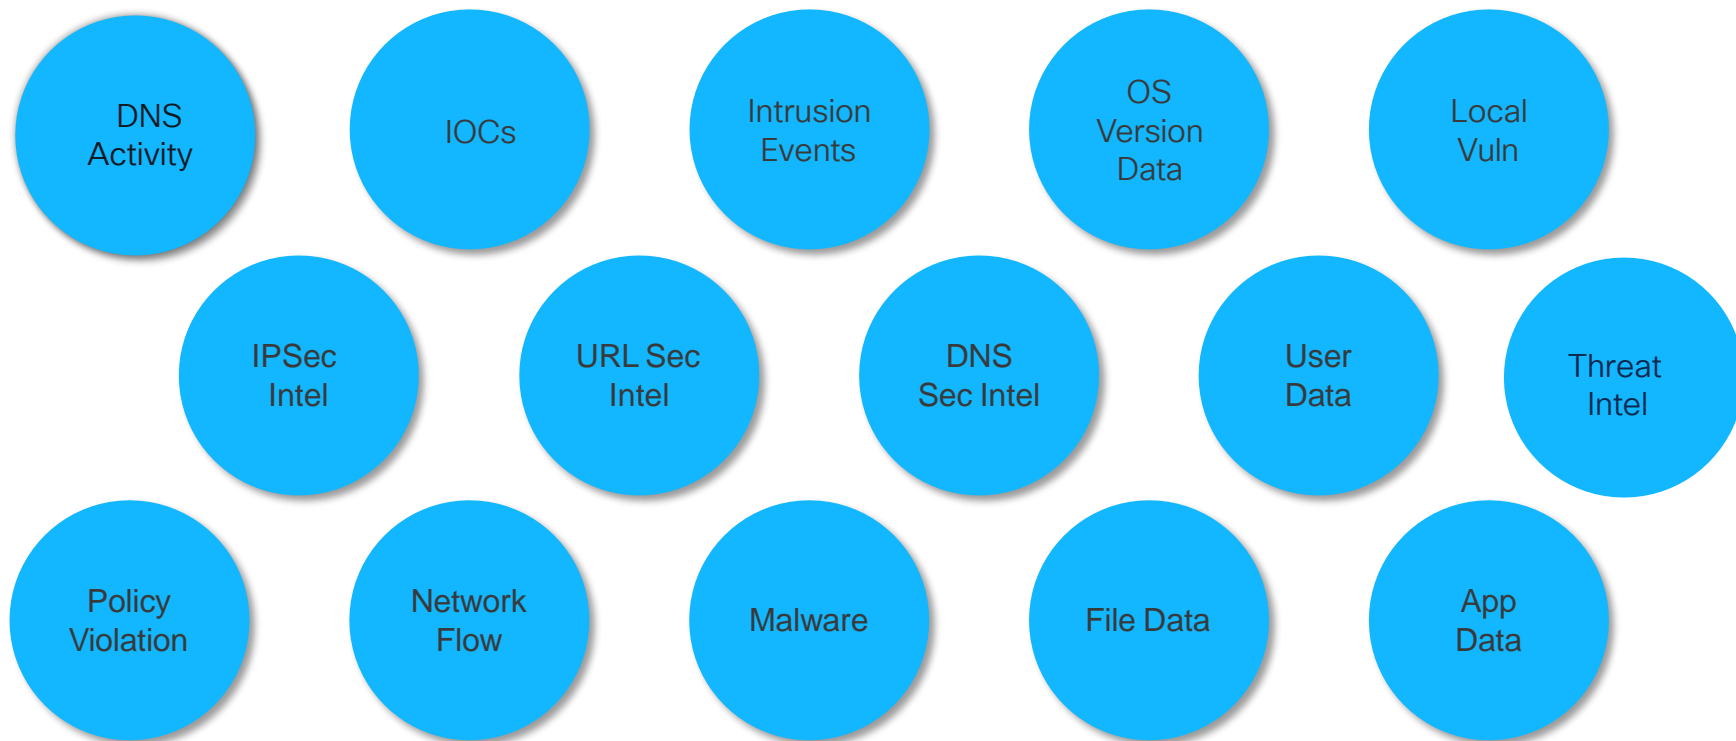 DNS
Activity
IOCs
Intrusion
Events
OS
Version
Data
Local
Vuln
IPSec
Intel
URL Sec
Intel
DNS
Sec Intel
User
Data
Threat
Intel
Policy
Violation
Network
Flow
Malware
File Data
App
Data